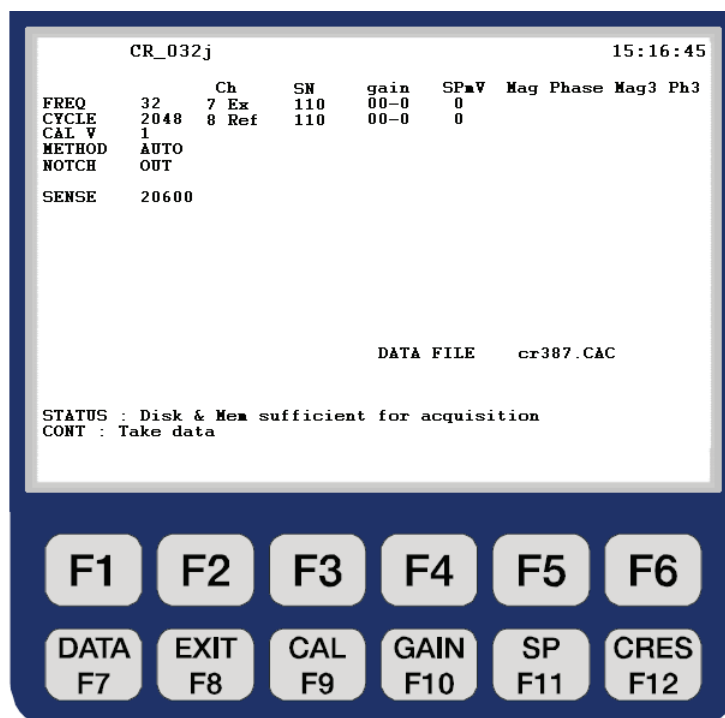 CR_032j 15:16:45
Ch SN gain SPmV Mag Phase Mag3 Ph3
FREQ 32 7 Ex 110 00-0 0
CYCLE 2048 8 Ref 110 00-0 0
CAL V 1
METHOD AUTO
NOTCH OUT
SENSE 20600
DATA FILE cr387.CAC
STATUS : Disk & Mem sufficient for acquisition
CONT : Take data
F1 F2 F3 F4 F5 F6
DATA EXIT CAL GAIN SP CRES
F7 F8 F9 F10 F11 F12